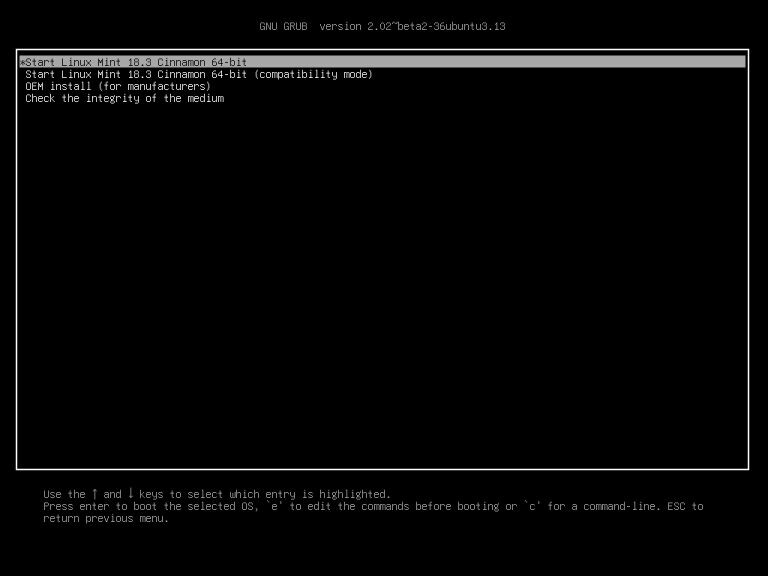 GNU GRUB  version 2.02~beta2-36ubuntu3.13
*Start Linux Mint 18.3 Cinnamon 64-bit
Start Linux Mint 18.3 Cinnamon 64-bit (compatibility mode)
OEM install (for manufacturers)
Check the integrity of the medium
Use the ↑ and ↓ keys to select which entry is highlighted.
Press enter to boot the selected OS, `e' to edit the commands before booting or `c' for a command-line. ESC to
return previous menu.